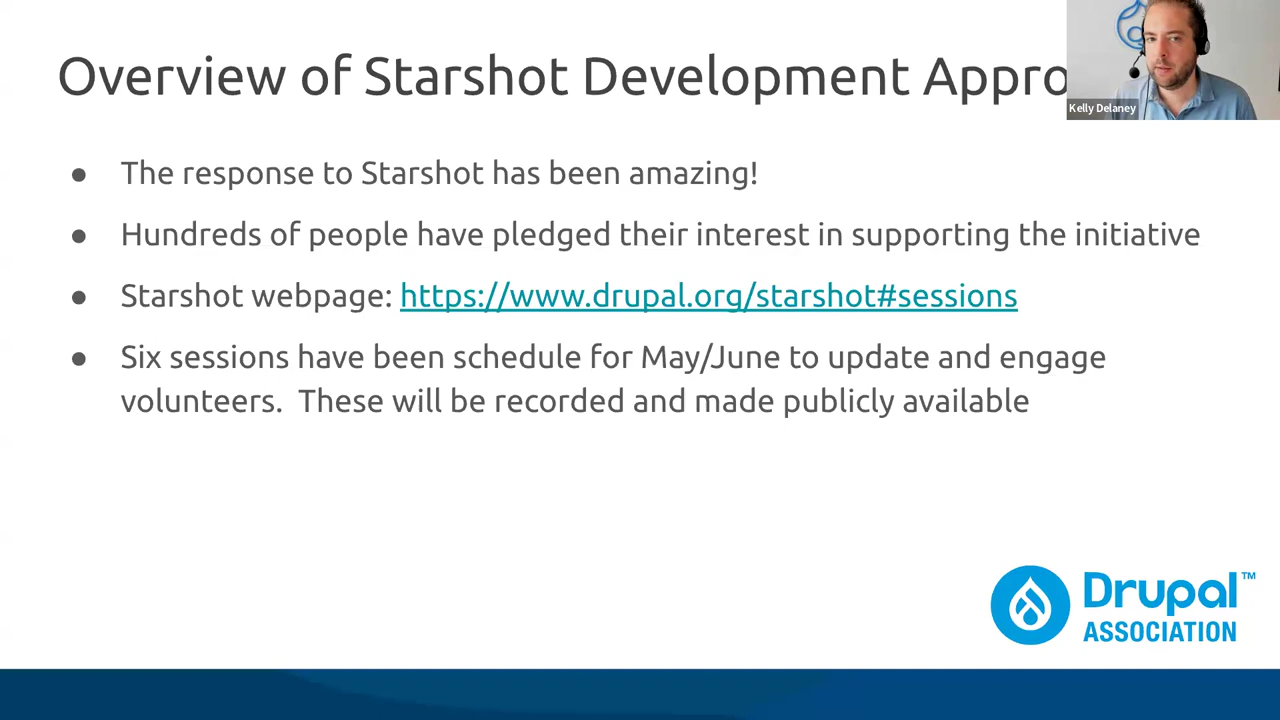 Overview of Starshot Development Appro
Kelly Delaney
● The response to Starshot has been amazing!
● Hundreds of people have pledged their interest in supporting the initiative
● Starshot webpage: https://www.drupal.org/starshot#sessions
● Six sessions have been schedule for May/June to update and engage
volunteers.  These will be recorded and made publicly available
Drupal™
ASSOCIATION